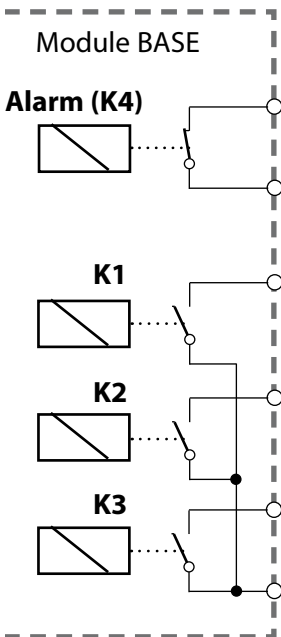 Module BASE
Alarm (K4)
K1
K2
K3